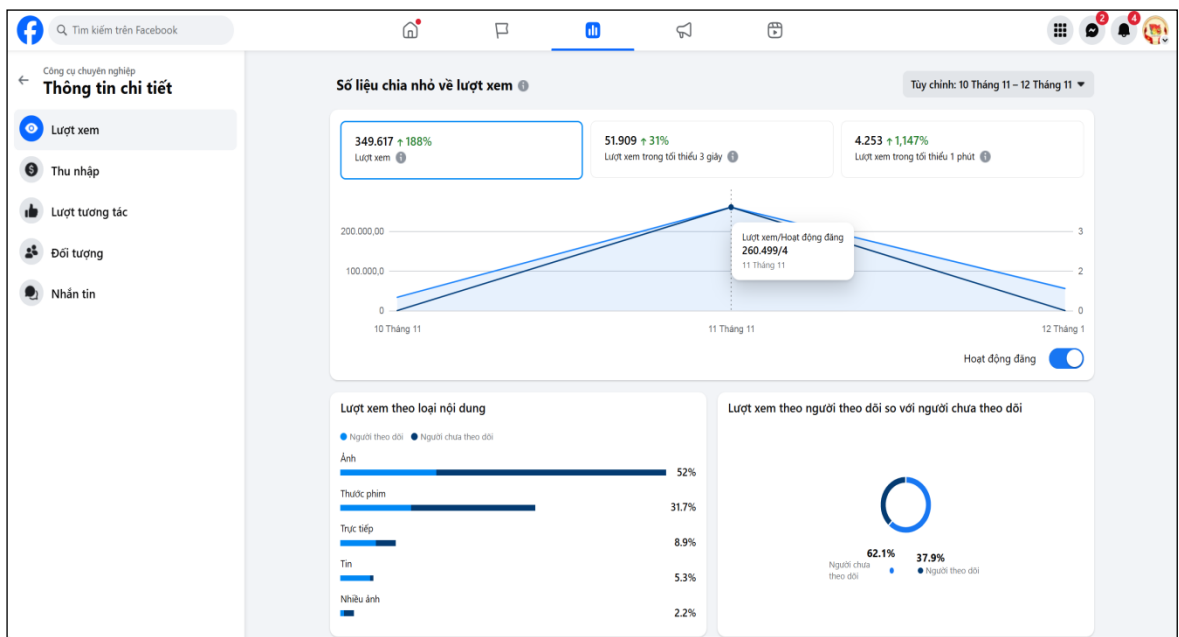 Tìm kiếm trên Facebook
2
4
Công cụ chuyên nghiệp
Thông tin chi tiết
Lượt xem
Thu nhập
Lượt tương tác
Đối tượng
Nhắn tin
Số liệu chia nhỏ về lượt xem
Tùy chỉnh: 10 Tháng 11 – 12 Tháng 11
349.617 ↑ 188%
Lượt xem
51.909 ↑ 31%
Lượt xem trong tối thiểu 3 giây
4.253 ↑ 1,147%
Lượt xem trong tối thiểu 1 phút
200.000,00
3
Lượt xem/Hoạt động đăng
260.499/4
11 Tháng 11
100.000,0
2
0
0
10 Tháng 11
11 Tháng 11
12 Tháng 1
Hoạt động đăng
Lượt xem theo loại nội dung
Người theo dõi
Người chưa theo dõi
Ảnh
52%
Thước phim
31.7%
Trực tiếp
8.9%
Tin
5.3%
Nhiều ảnh
2.2%
Lượt xem theo người theo dõi so với người chưa theo dõi
62.1%
Người chưa
theo dõi
37.9%
Người theo dõi